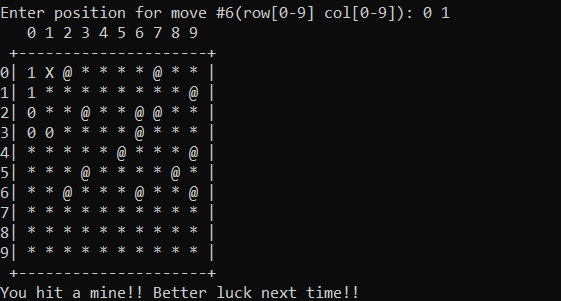 Enter position for move #6(row[0-9] col[0-9]): 0 1
   0 1 2 3 4 5 6 7 8 9
 +---------------------+
0| 1 X @ * * * * @ * * |
1| 1 * * * * * * * * @ |
2| 0 * * @ * * @ @ * * |
3| 0 0 * * * * @ * * * |
4| * * * * * @ * * * @ |
5| * * * @ * * * * @ * |
6| * * @ * * * @ * * @ |
7| * * * * * * * * * * |
8| * * * * * * * * * * |
9| * * * * * * * * * * |
 +---------------------+
You hit a mine!! Better luck next time!!